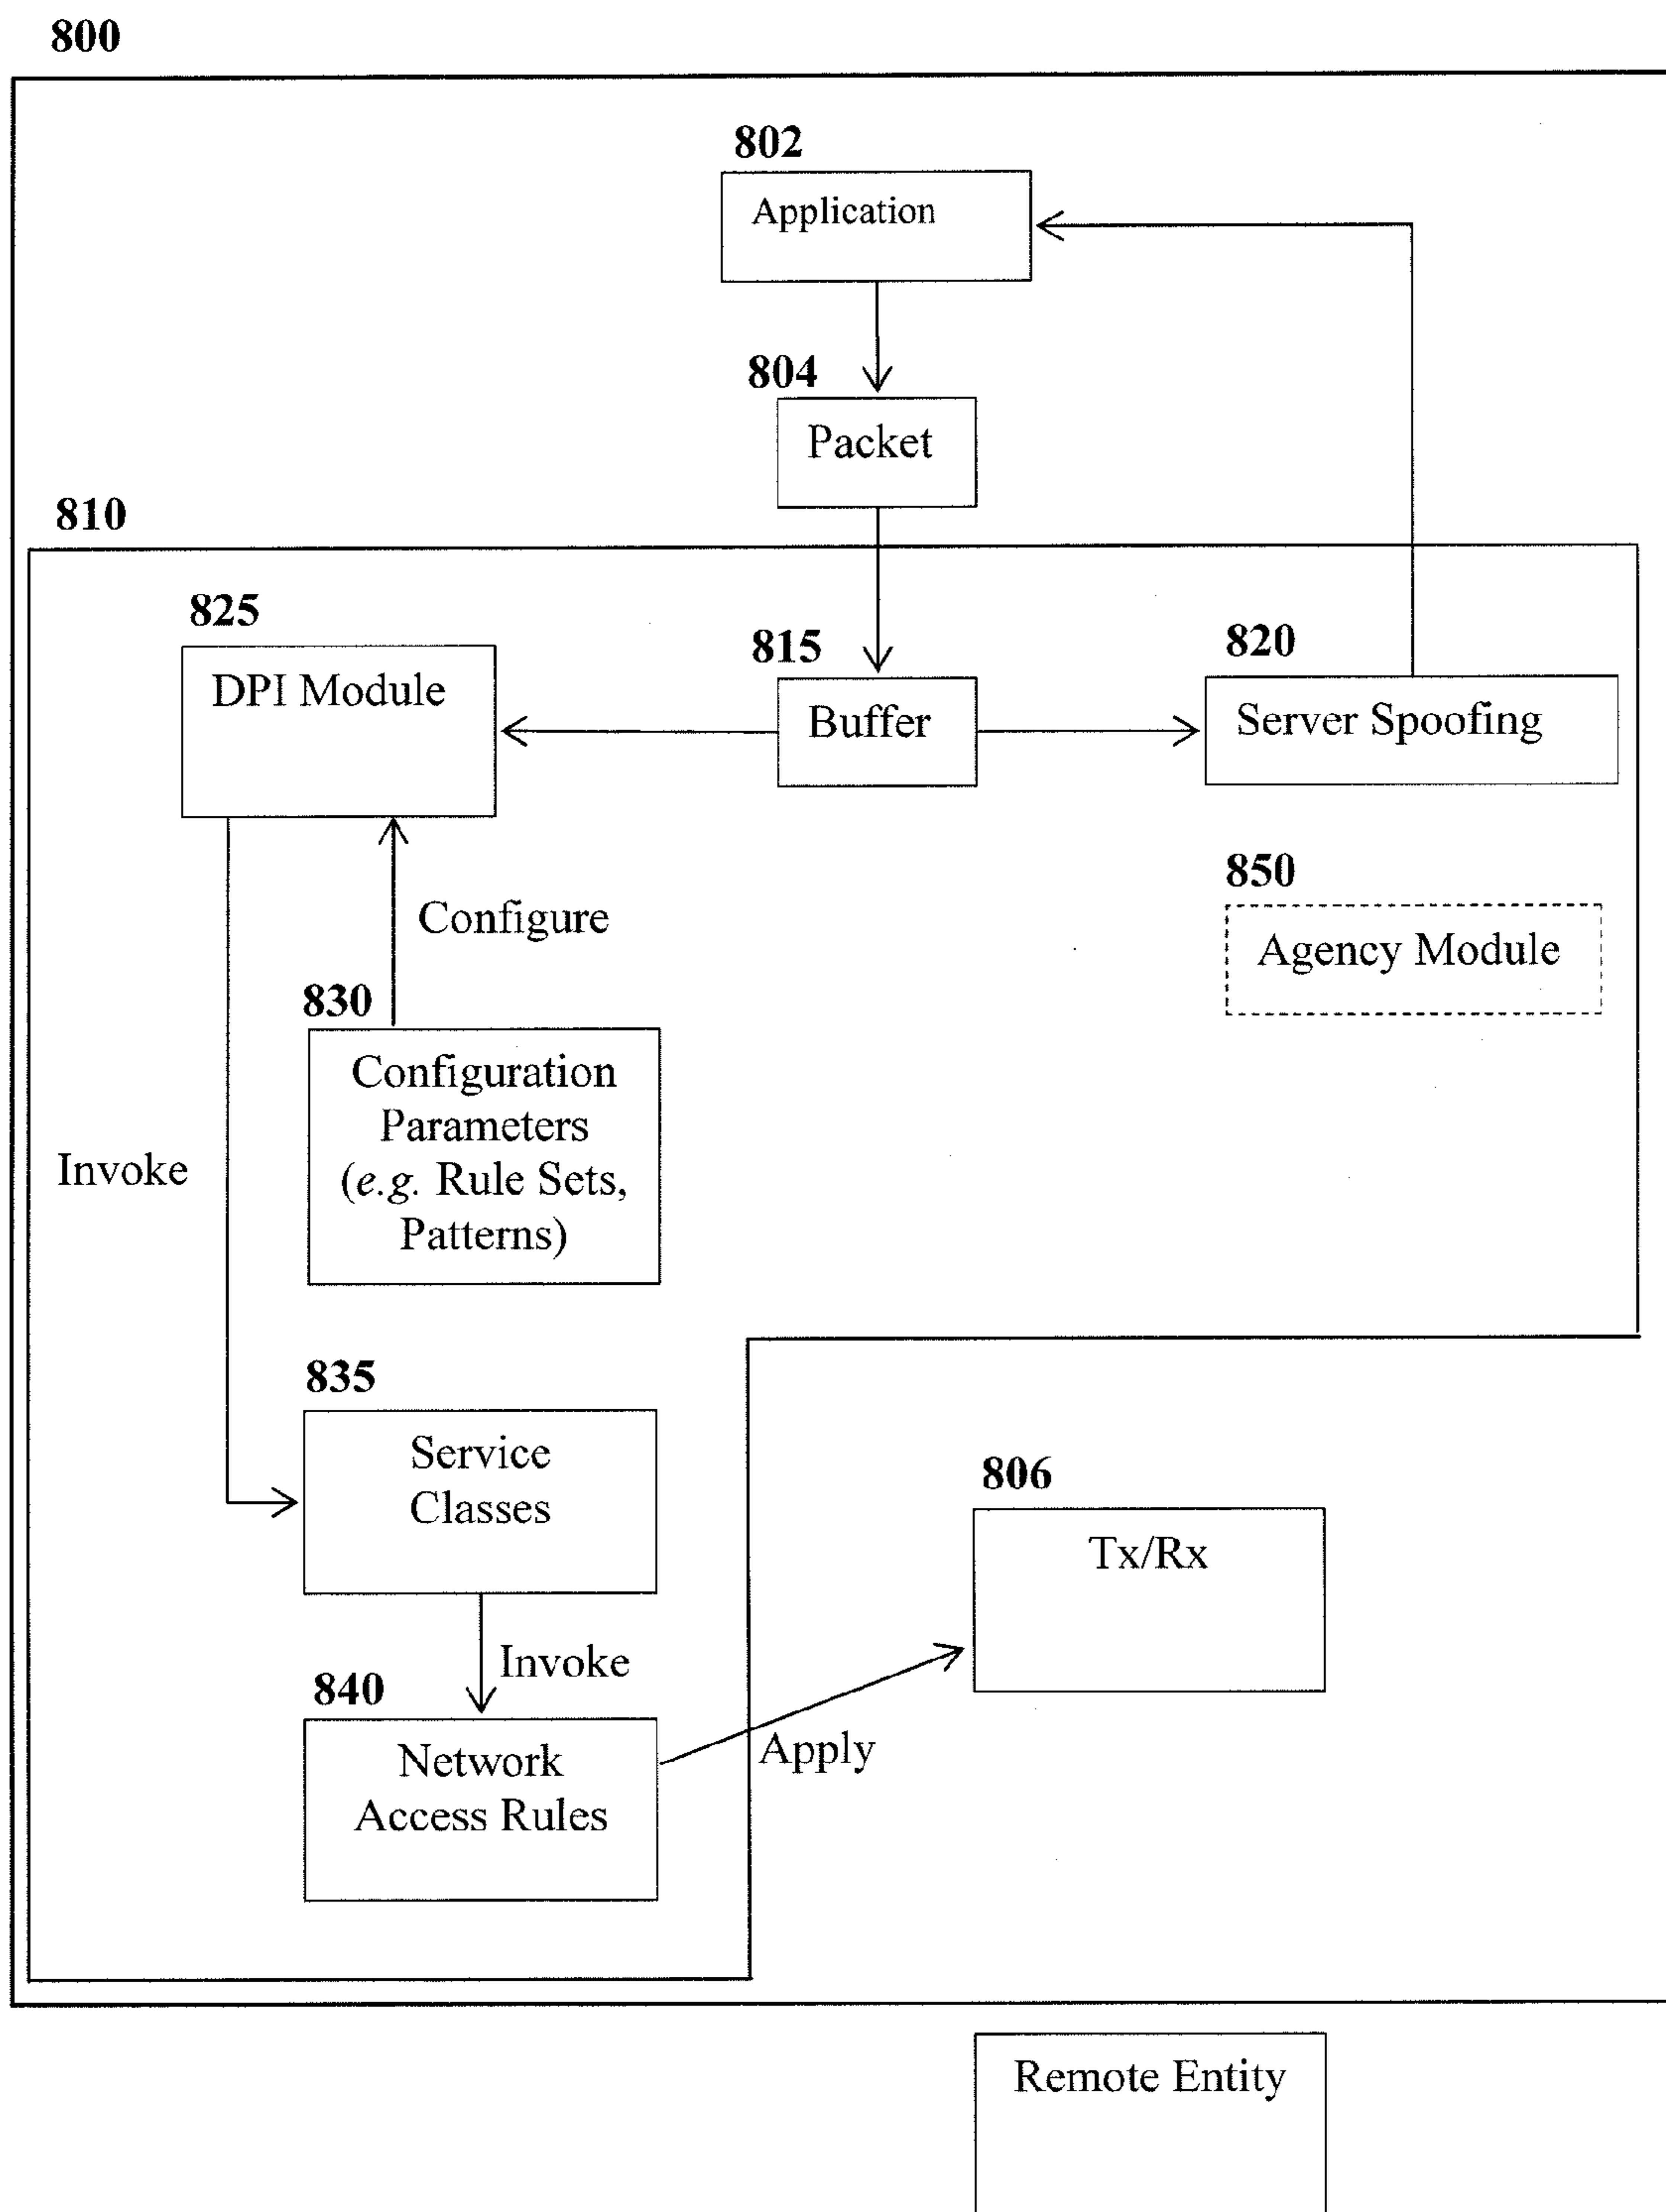 800
802
Application
804
Packet
810
825
DPI Module
815
Buffer
820
Server Spoofing
850
Agency Module
Configure
830
Configuration
Parameters
(e.g. Rule Sets,
Patterns)
Invoke
835
Service
Classes
806
Tx/Rx
Invoke
840
Network
Access Rules
Apply
Remote Entity